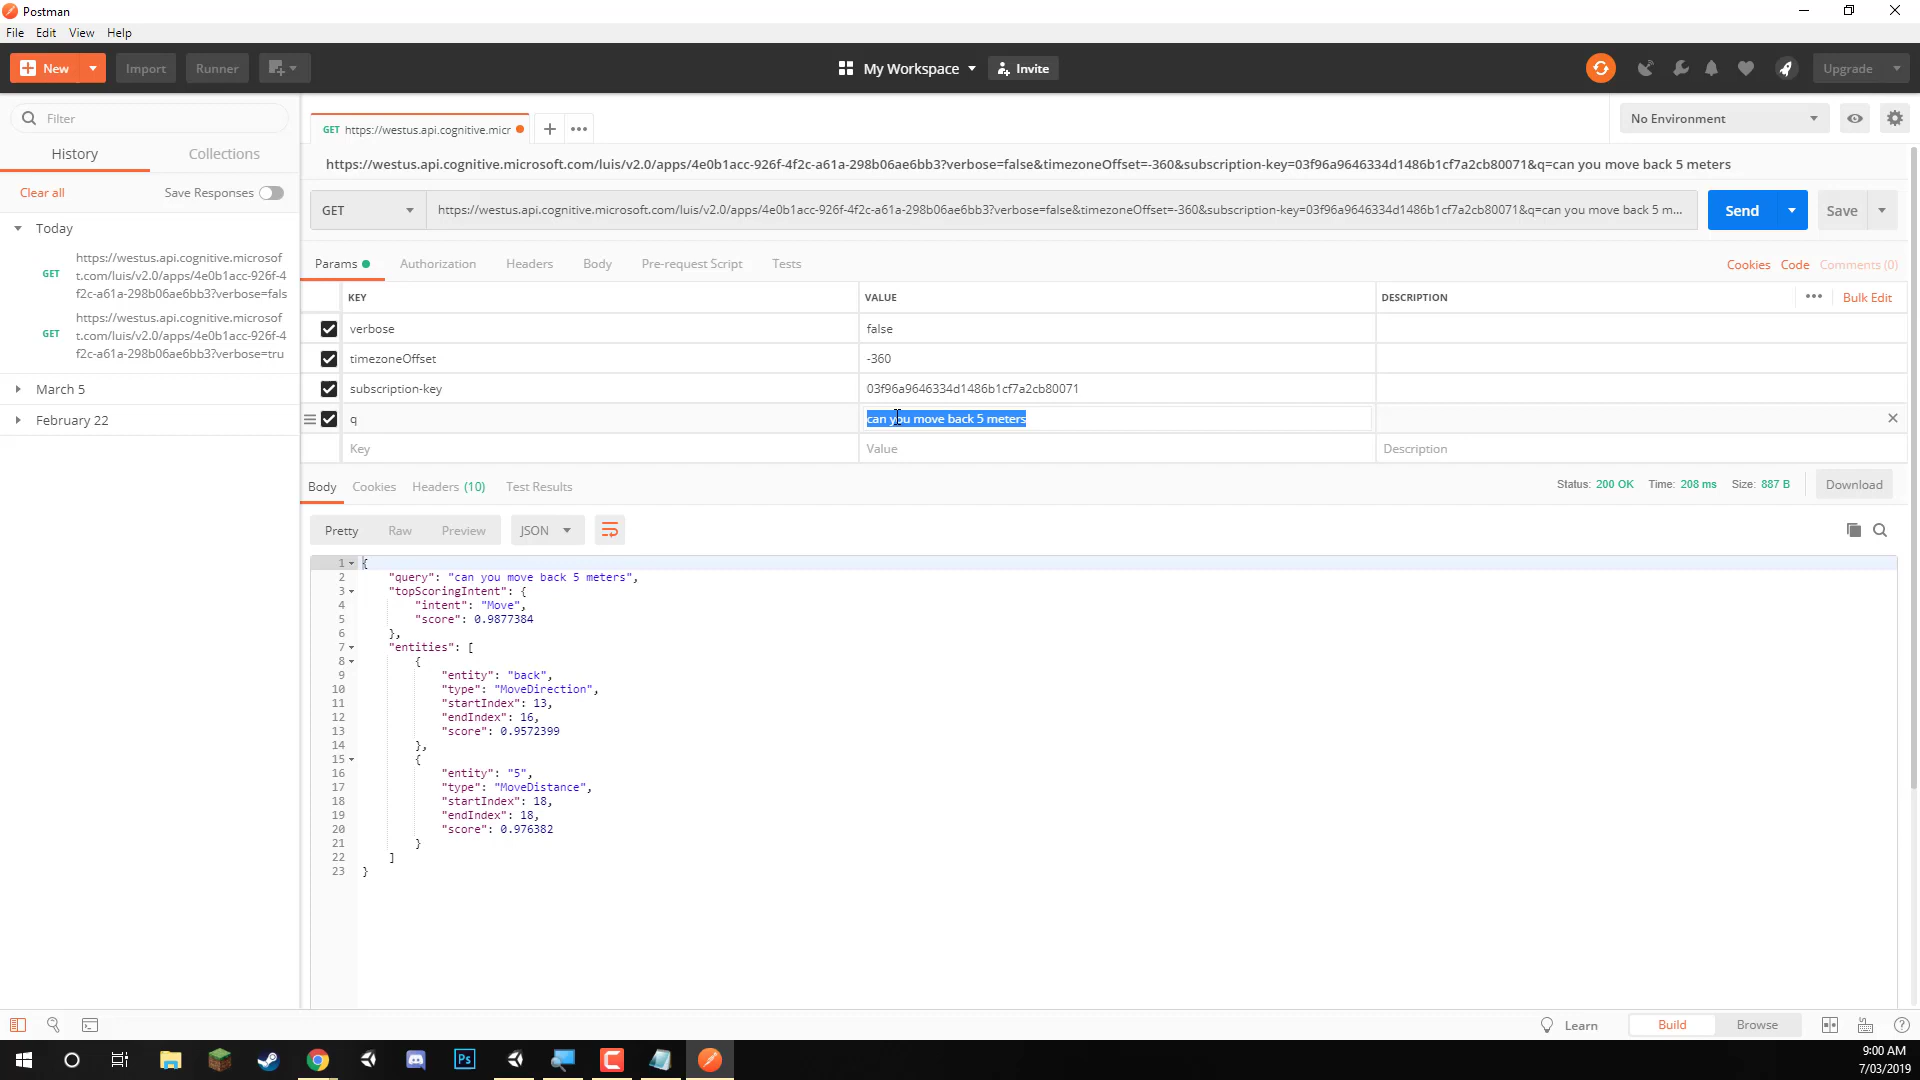 Postman
File Edit View Help
New Import Runner My Workspace Invite Upgrade
Filter
History Collections
Clear all Save Responses
Today
GET https://westus.api.cognitive.microsof
t.com/luis/v2.0/apps/4e0b1acc-926f-4
f2c-a61a-298b06ae6bb3?verbose=fals
GET https://westus.api.cognitive.microsof
t.com/luis/v2.0/apps/4e0b1acc-926f-4
f2c-a61a-298b06ae6bb3?verbose=tru
March 5
February 22
GET https://westus.api.cognitive.micr
No Environment
https://westus.api.cognitive.microsoft.com/luis/v2.0/apps/4e0b1acc-926f-4f2c-a61a-298b06ae6bb3?verbose=false&timezoneOffset=-360&subscription-key=03f96a9646334d1486b1cf7a2cb80071&q=can you move back 5 meters
GET https://westus.api.cognitive.microsoft.com/luis/v2.0/apps/4e0b1acc-926f-4f2c-a61a-298b06ae6bb3?verbose=false&timezoneOffset=-360&subscription-key=03f96a9646334d1486b1cf7a2cb80071&q=can you move back 5 m... Send Save
Params Authorization Headers Body Pre-request Script Tests Cookies Code Comments (0)
KEY VALUE DESCRIPTION Bulk Edit
verbose false
timezoneOffset -360
subscription-key 03f96a9646334d1486b1cf7a2cb80071
q can you move back 5 meters
Key Value Description
Body Cookies Headers (10) Test Results Status: 200 OK Time: 208 ms Size: 887 B Download
Pretty Raw Preview JSON
1 {
2 "query": "can you move back 5 meters",
3 "topScoringIntent": {
4 "intent": "Move",
5 "score": 0.9877384
6 },
7 "entities": [
8 {
9 "entity": "back",
10 "type": "MoveDirection",
11 "startIndex": 13,
12 "endIndex": 16,
13 "score": 0.9572399
14 },
15 {
16 "entity": "5",
17 "type": "MoveDistance",
18 "startIndex": 18,
19 "endIndex": 18,
20 "score": 0.976382
21 }
22 ]
23 }
Learn Build Browse
Ps
9:00 AM
7/03/2019